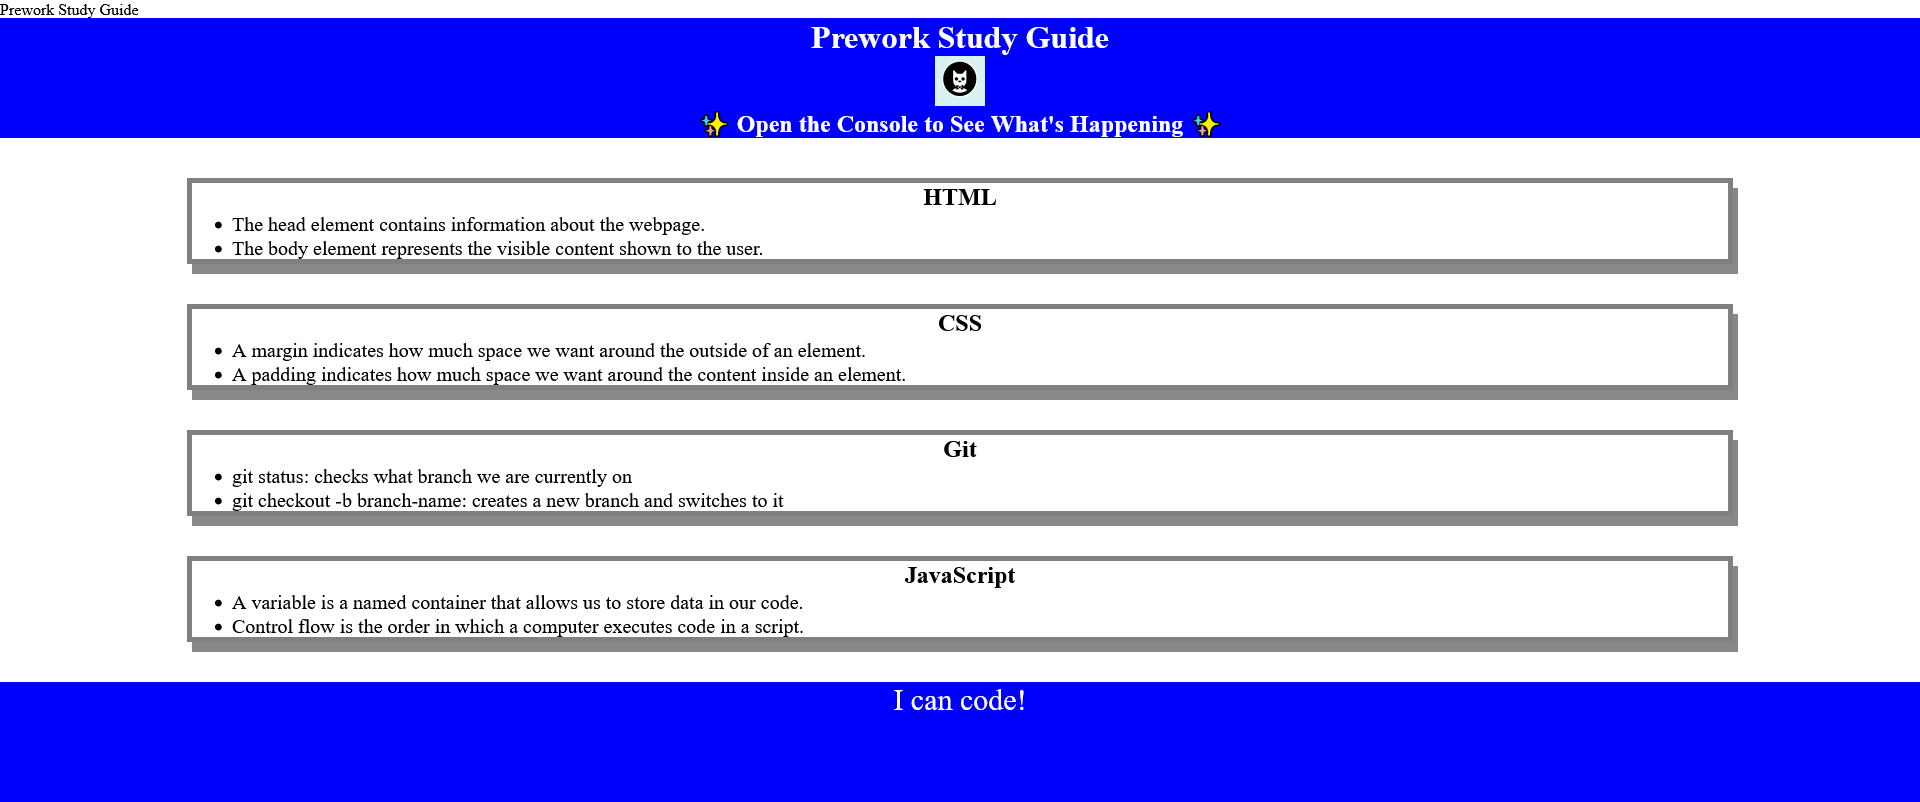 Prework Study Guide
Prework Study Guide
✨ Open the Console to See What's Happening ✨
HTML
• The head element contains information about the webpage.
• The body element represents the visible content shown to the user.
CSS
• A margin indicates how much space we want around the outside of an element.
• A padding indicates how much space we want around the content inside an element.
Git
• git status: checks what branch we are currently on
• git checkout -b branch-name: creates a new branch and switches to it
JavaScript
• A variable is a named container that allows us to store data in our code.
• Control flow is the order in which a computer executes code in a script.
I can code!